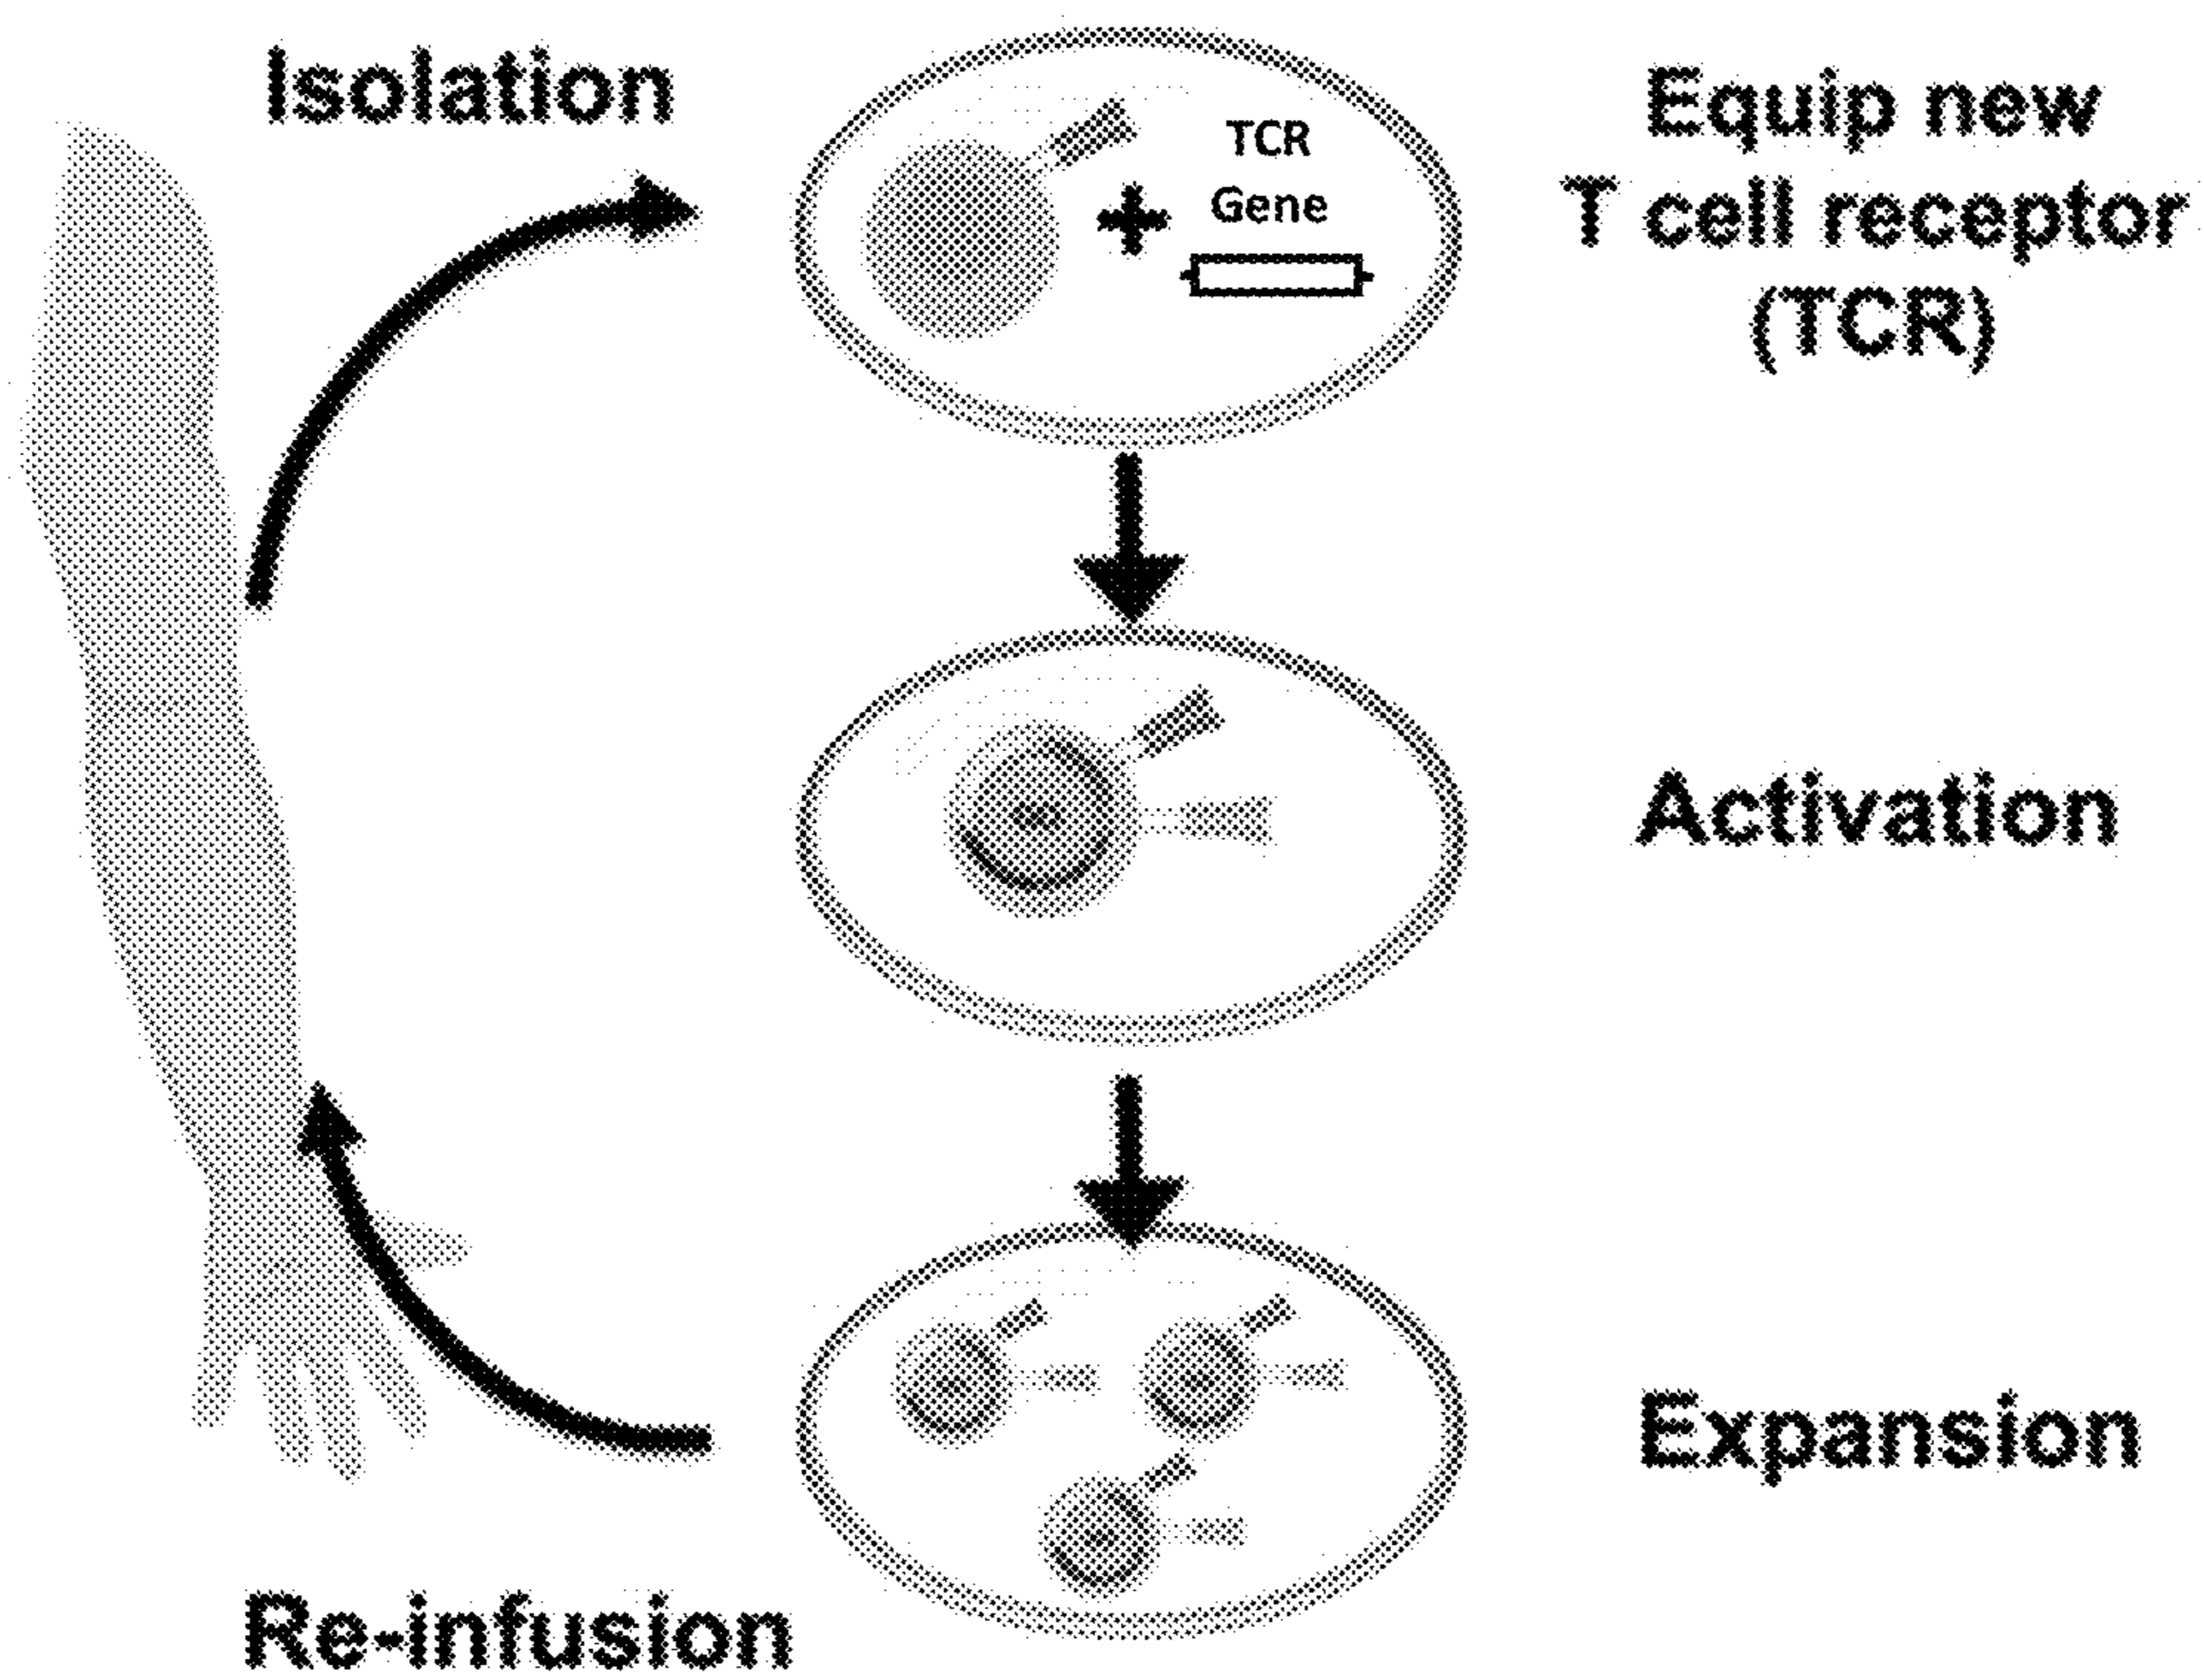 Isolation
TCR
Gene
Equip new
T cell receptor
(TCR)
Activation
Expansion
Re-infusion